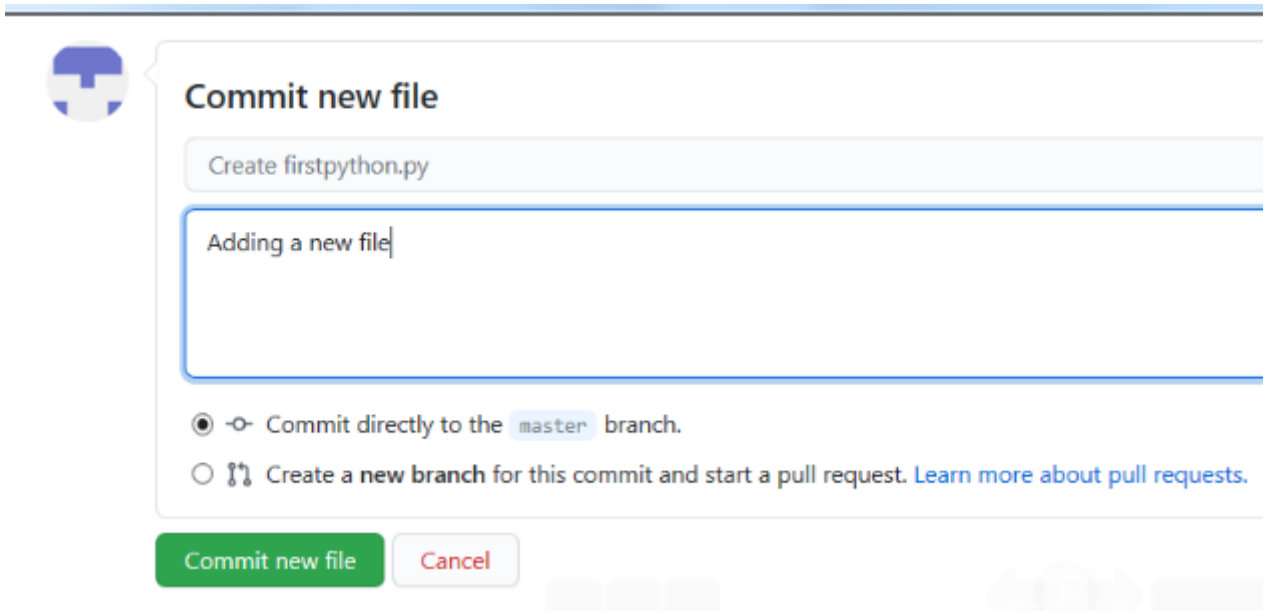 Commit new file
Create firstpython.py
Adding a new file
Commit directly to the master branch.
Create a new branch for this commit and start a pull request. Learn more about pull requests.
Commit new file Cancel